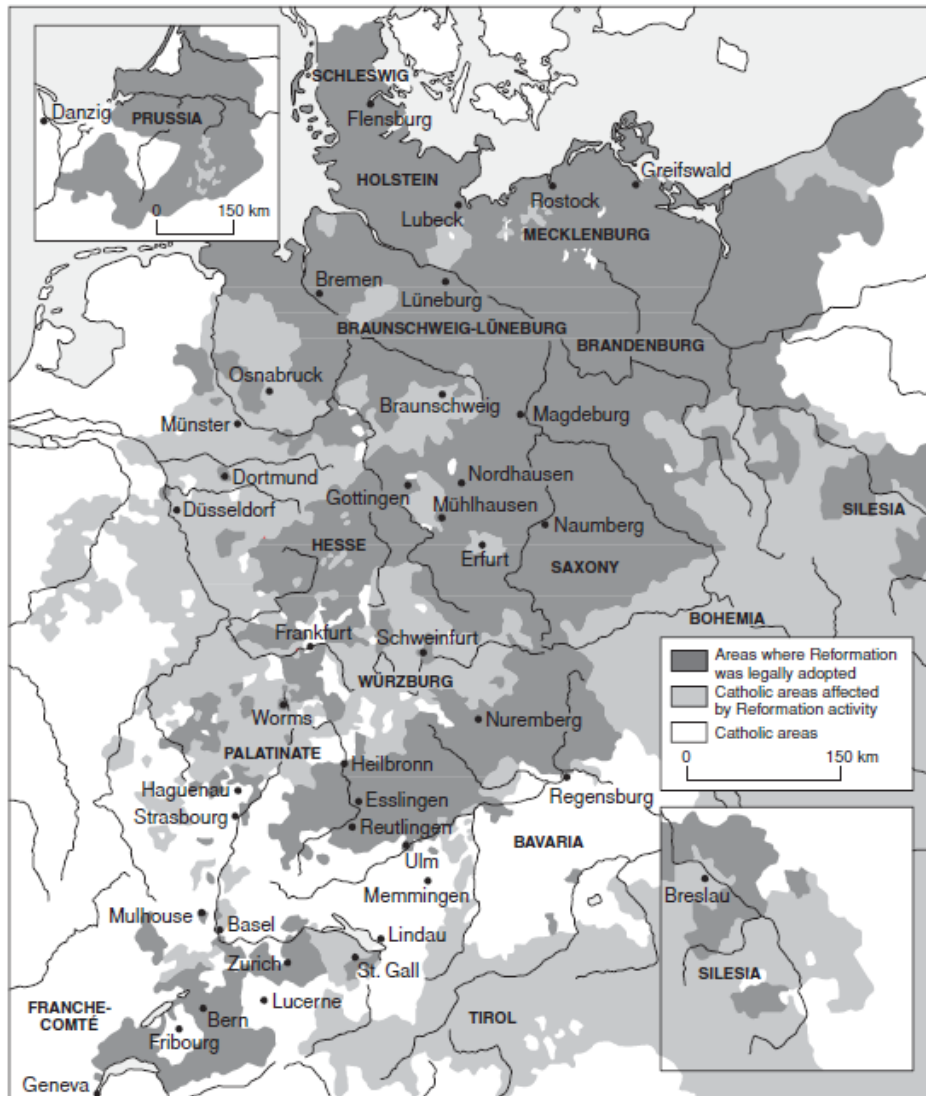 Danzig
PRUSSIA
0 150 km
SCHLESWIG
Flensburg
HOLSTEIN
Greifswald
Rostock
Lubeck
MECKLENBURG
Bremen
Lüneburg
BRAUNSCHWEIG-LÜNEBURG
BRANDENBURG
Osnabruck
Braunschweig
Magdeburg
Münster
Dortmund
Nordhausen
Gottingen
Mühlhausen
Düsseldorf
SILESIA
Naumberg
HESSE
Erfurt
SAXONY
BOHEMIA
Frankfurt
Schweinfurt
WÜRZBURG
Areas where Reformation
was legally adopted
Catholic areas affected
by Reformation activity
Catholic areas
0 150 km
Worms
Nuremberg
PALATINATE
Heilbronn
Haguenau
Strasbourg
Esslingen
Regensburg
Reutlingen
BAVARIA
Ulm
Memmingen
Breslau
Mulhouse
Basel
Lindau
Zurich
St. Gall
SILESIA
FRANCHE-
COMTÉ
Lucerne
Bern
TIROL
Fribourg
Geneva